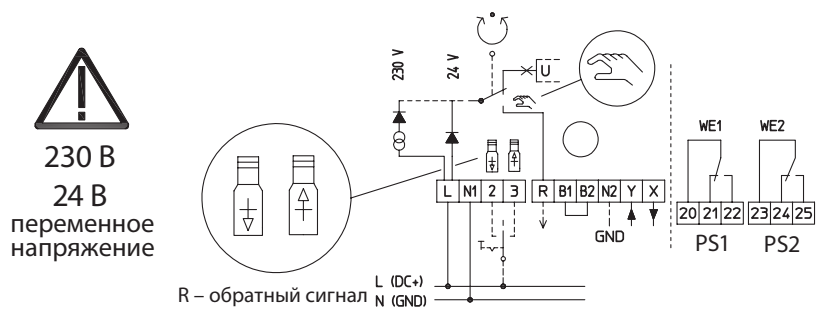 230 V
24 V
U
230 В
24 В
переменное
напряжение
WE1 WE2
L N1 2 3 R B1 B2 N2 Y X
GND
20 21 22 23 24 25
PS1 PS2
L (DC+)
R – обратный сигнал N (GND)